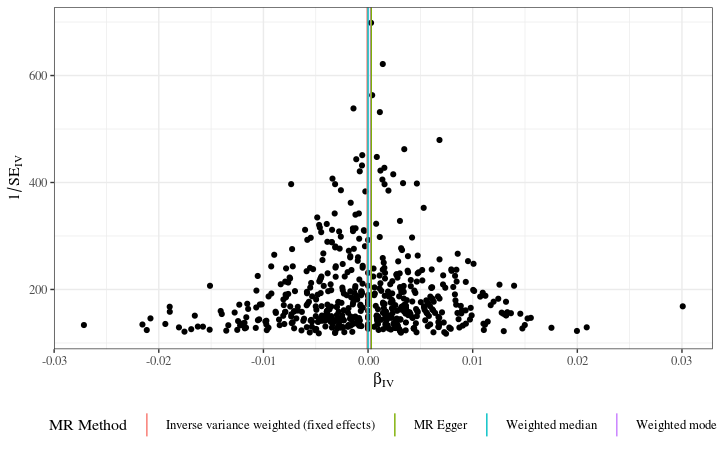 1/SE_IV
600
400
200
-0.03
-0.02
-0.01
0.00
0.01
0.02
0.03
β_IV
MR Method
Inverse variance weighted (fixed effects)
MR Egger
Weighted median
Weighted mode